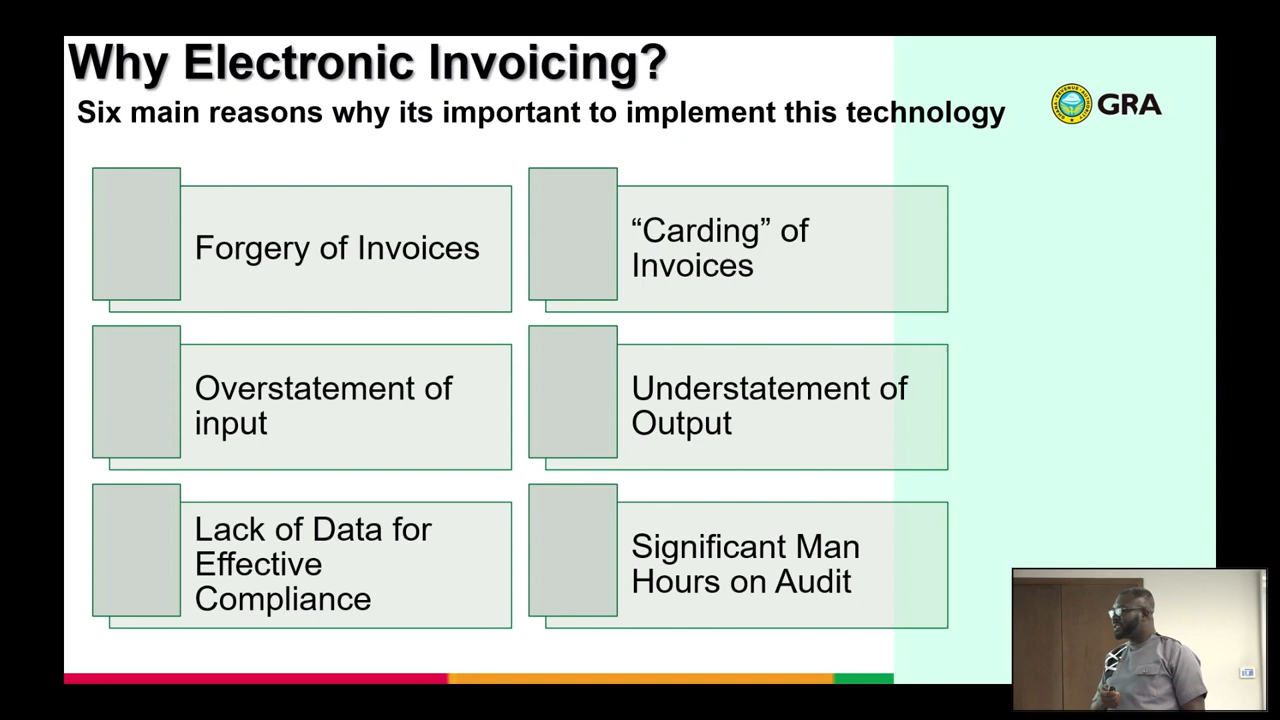 Why Electronic Invoicing?
Six main reasons why its important to implement this technology
GRA
Forgery of Invoices
“Carding” of
Invoices
Overstatement of
input
Understatement of
Output
Lack of Data for
Effective
Compliance
Significant Man
Hours on Audit